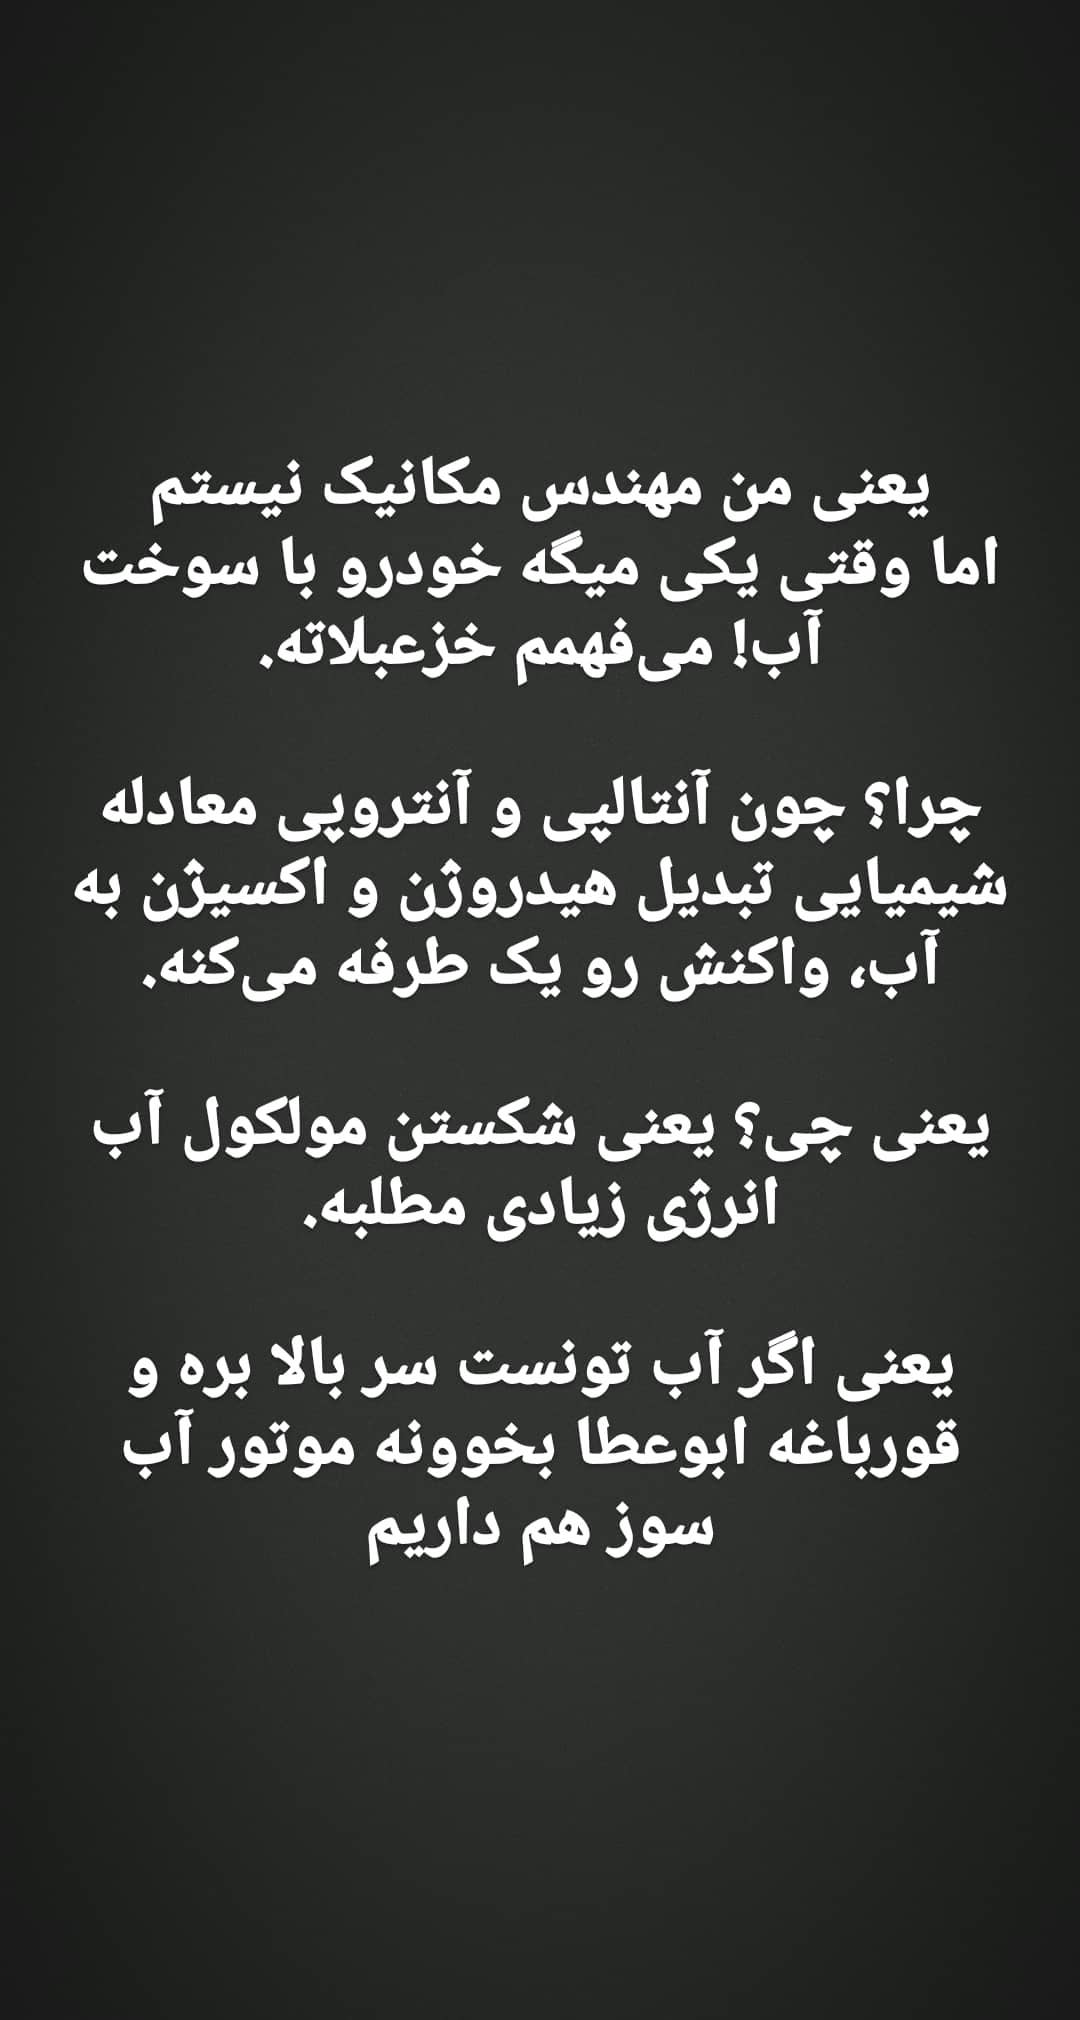 یعنی من مهندس مکانیک نیستم
اما وقتی یکی میگه خودرو با سوخت
آب! می‌فهمم خزعبلاته.
چرا؟ چون آنتالپی و آنتروپی معادله
شیمیایی تبدیل هیدروژن و اکسیژن به
آب، واکنش رو یک طرفه می‌کنه.
یعنی چی؟ یعنی شکستن مولکول آب
انرژی زیادی مطلبه.
یعنی اگر آب تونست سر بالا بره و
قورباغه ابوعطا بخوونه موتور آب
سوز هم داریم